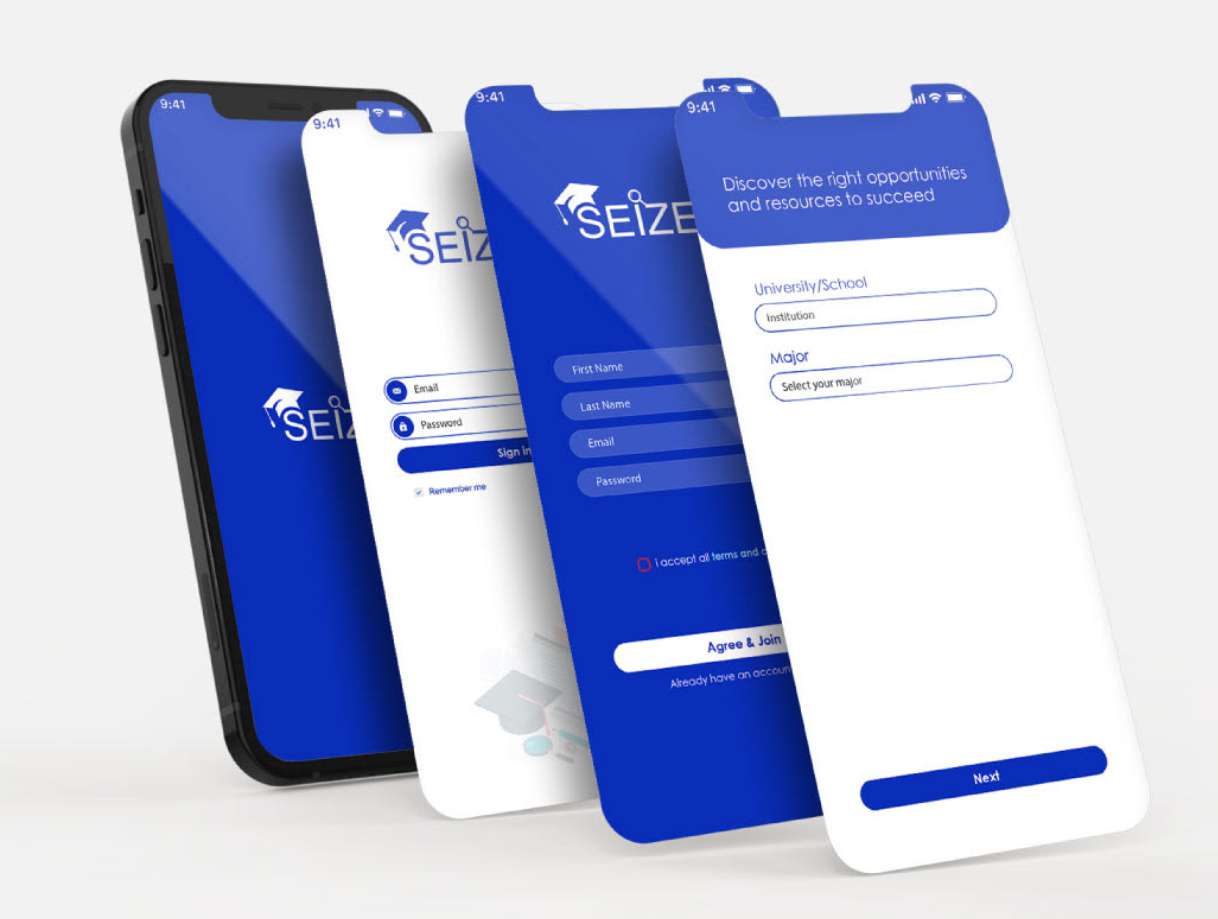 9:41
SEIZ
9:41
SEIZ
Email
Password
Sign in
Remember me
9:41
SEIZE
First Name
Last Name
Email
Password
I accept all terms and
Agree & Join
Already have an accoun
9:41
Discover the right opportunities
and resources to succeed
University/School
Institution
Major
Select your major
Next